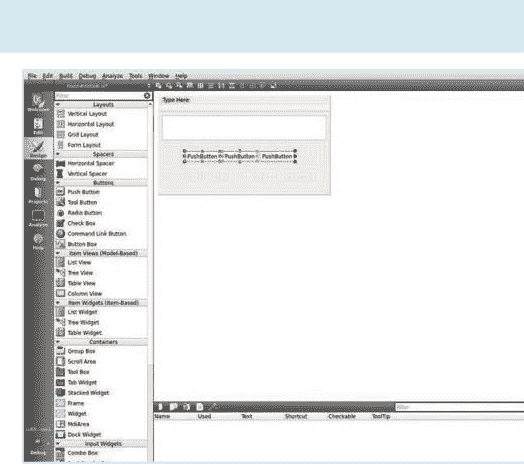 File Edit Build Debug Analyze Tools Window Help
Filter
Layouts
Vertical Layout
Horizontal Layout
Grid Layout
Form Layout
Spacers
Horizontal Spacer
Vertical Spacer
Buttons
Push Button
Tool Button
Radio Button
Check Box
Command Link Button
Button Box
Item Views (Model-Based)
List View
Tree View
Table View
Column View
Item Widgets (Item-Based)
List Widget
Tree Widget
Table Widget
Containers
Group Box
Scroll Area
Tool Box
Tab Widget
Stacked Widget
Frame
Widget
MdiArea
Dock Widget
Input Widgets
Combo Box
Welcome
Edit
Design
Debug
Projects
Analyze
Help
Debug
Type Here
PushButton PushButton PushButton
Filter
Name Used Text Shortcut Checkable ToolTip